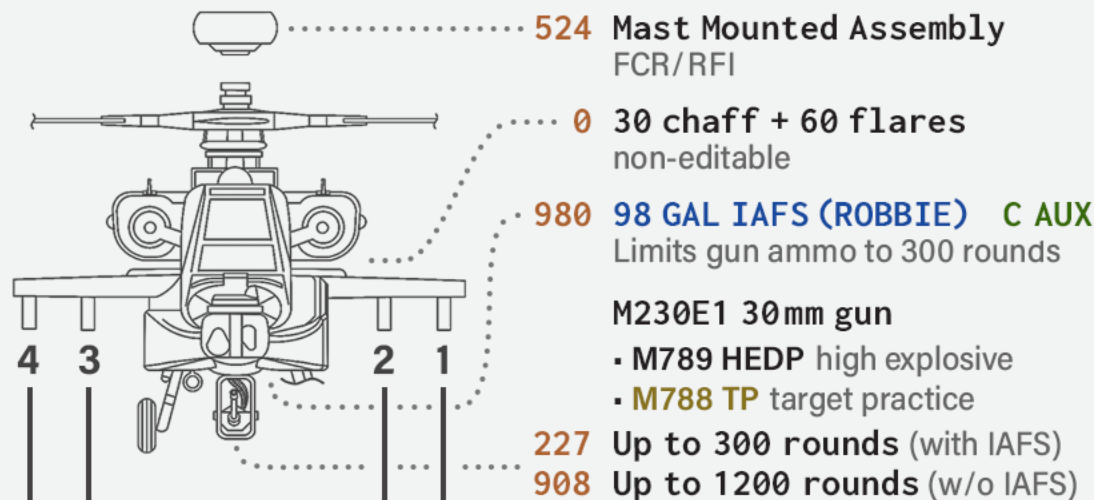 524 Mast Mounted Assembly
FCR/RFI
0 30 chaff + 60 flares
non-editable
980 98 GAL IAFS (ROBBIE) C AUX
Limits gun ammo to 300 rounds
M230E1 30mm gun
▪ M789 HEDP high explosive
▪ M788 TP target practice
227 Up to 300 rounds (with IAFS)
908 Up to 1200 rounds (w/o IAFS)
4 3 2 1